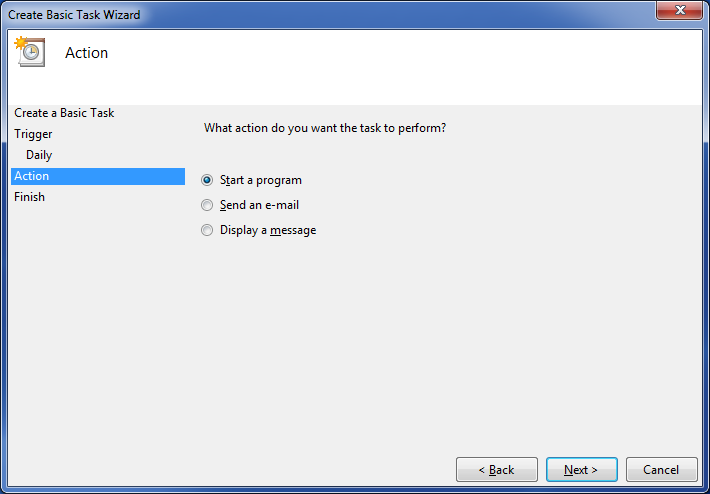 Create Basic Task Wizard
Action
Create a Basic Task
Trigger
Daily
Action
Finish
What action do you want the task to perform?
Start a program
Send an e-mail
Display a message
< Back
Next >
Cancel